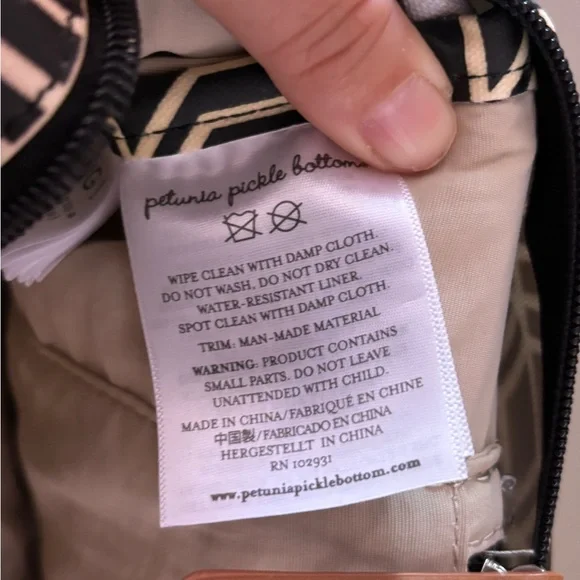 petunia pickle bottom
WIPE CLEAN WITH DAMP CLOTH.
DO NOT WASH. DO NOT DRY CLEAN.
WATER-RESISTANT LINER.
SPOT CLEAN WITH DAMP CLOTH.
TRIM: MAN-MADE MATERIAL
WARNING: PRODUCT CONTAINS
SMALL PARTS. DO NOT LEAVE
UNATTENDED WITH CHILD.
MADE IN CHINA/FABRIQUÉ EN CHINE
中国製/FABRICADO EN CHINA
HERGESTELLT IN CHINA
RN 102931
www.petuniapicklebottom.com